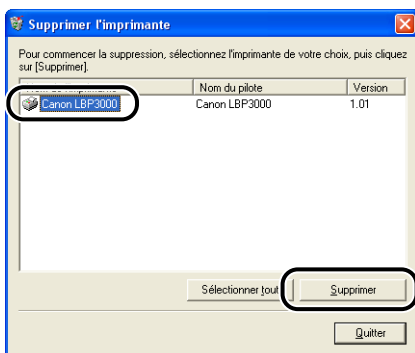 Supprimer l'imprimante
Pour commencer la suppression, sélectionnez l'imprimante de votre choix, puis cliquez
sur [Supprimer].
Nom du pilote Version
Canon LBP3000 Canon LBP3000 1.01
Sélectionner tout Supprimer
Quitter